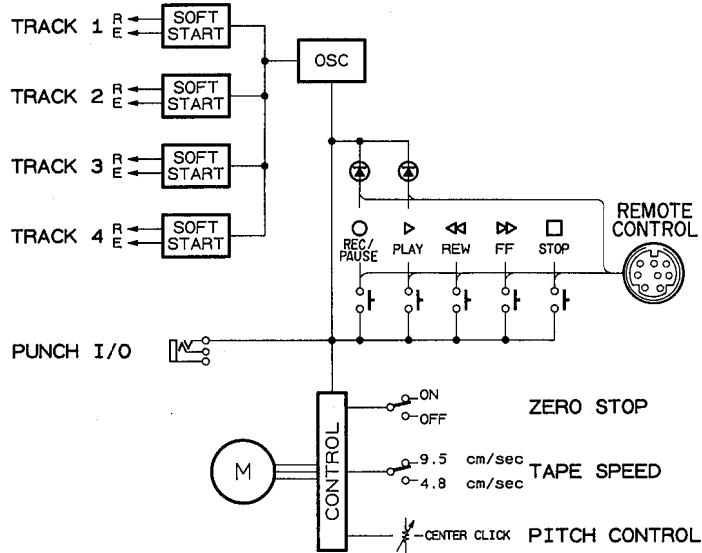 TRACK 1 R E SOFT START
OSC
TRACK 2 R E SOFT START
TRACK 3 R E SOFT START
TRACK 4 R E SOFT START
REC/PAUSE PLAY REW FF STOP
REMOTE CONTROL
PUNCH I/O
CONTROL
M
ON
OFF
ZERO STOP
9.5 cm/sec
4.8 cm/sec
TAPE SPEED
CENTER CLICK PITCH CONTROL